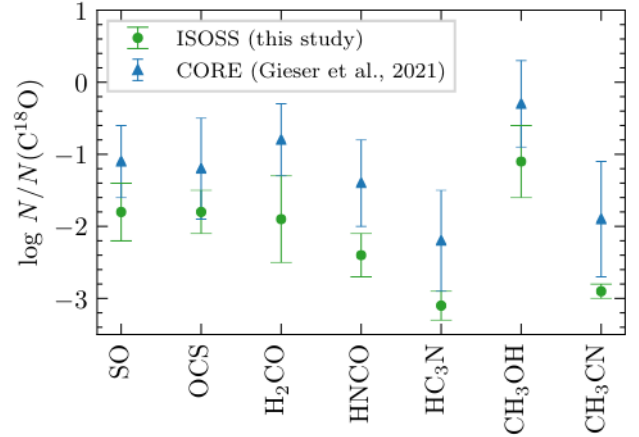 1
0
−1
−2
−3
log N/N(C¹⁸O)
ISOSS (this study)
CORE (Gieser et al., 2021)
SO
OCS
H₂CO
HNCO
HC₃N
CH₃OH
CH₃CN